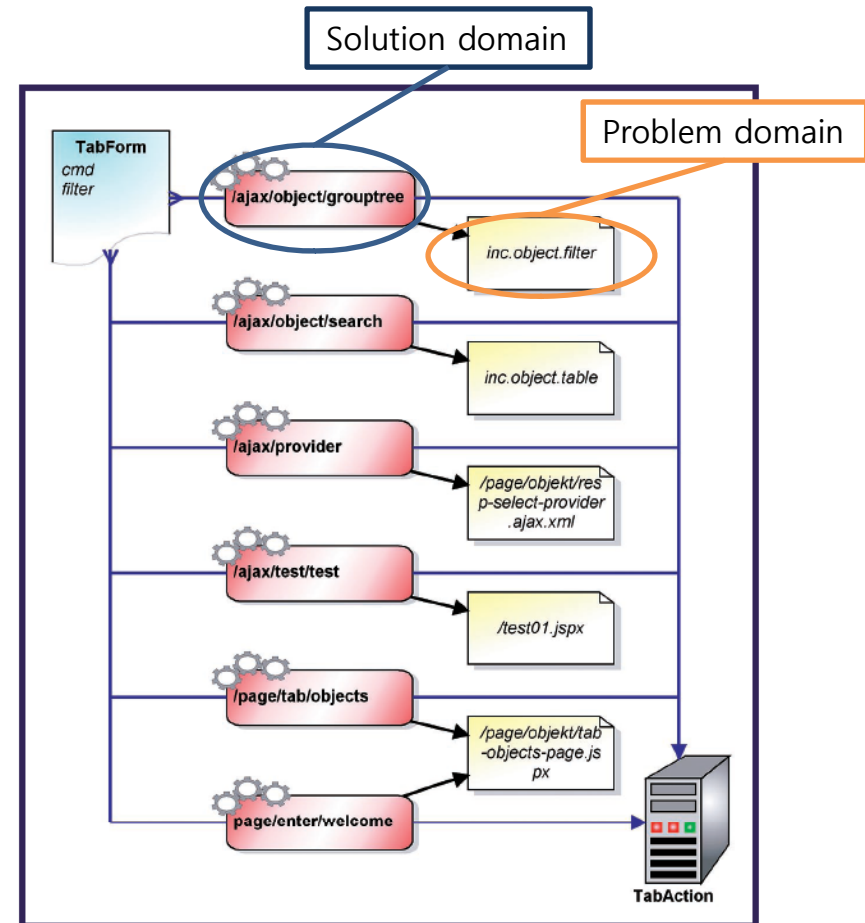 Solution domain
Problem domain
TabForm
cmd
filter
/ajax/object/grouptree
inc.object.filter
/ajax/object/search
inc.object.table
/ajax/provider
/page/objekt/res
p-select-provider
.ajax.xml
/ajax/test/test
/test01.jspx
/page/tab/objects
/page/objekt/tab
-objects-page.js
px
page/enter/welcome
TabAction